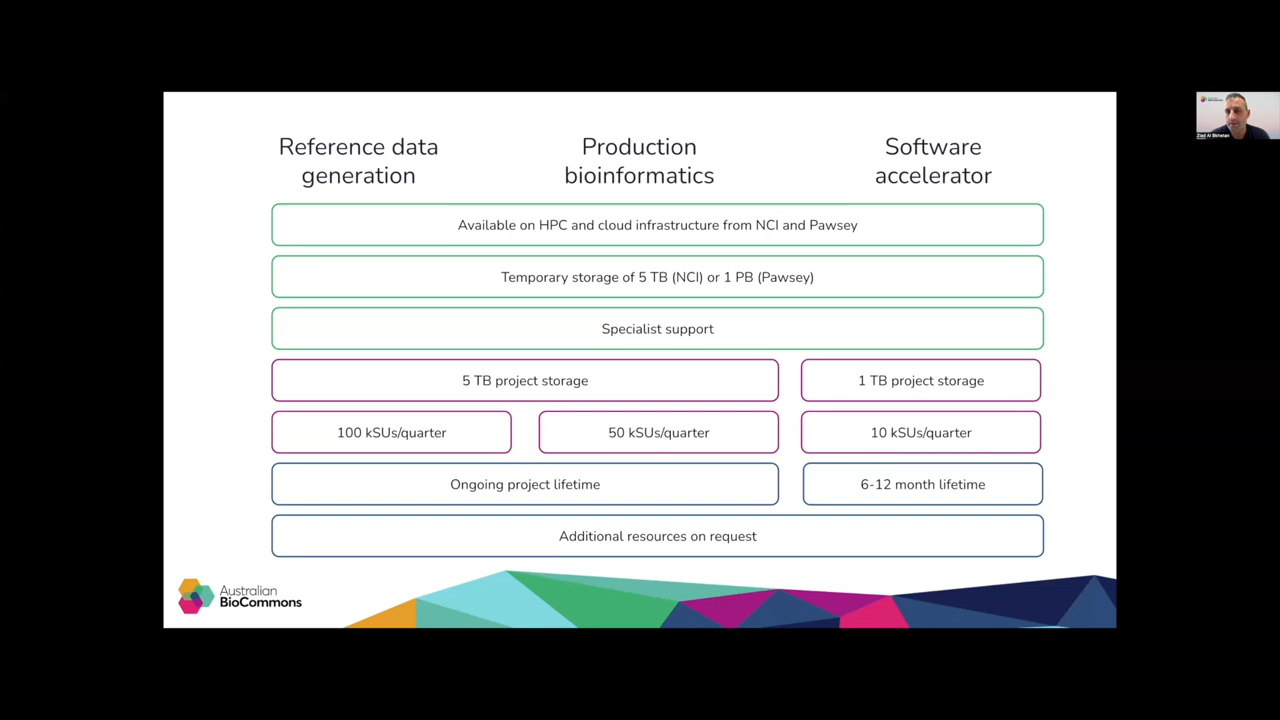 Reference data
generation
Production
bioinformatics
Software
accelerator
Available on HPC and cloud infrastructure from NCI and Pawsey
Temporary storage of 5 TB (NCI) or 1 PB (Pawsey)
Specialist support
5 TB project storage
1 TB project storage
100 kSUs/quarter
50 kSUs/quarter
10 kSUs/quarter
Ongoing project lifetime
6-12 month lifetime
Additional resources on request
Australian
BioCommons
Ziad Al Bkhetan